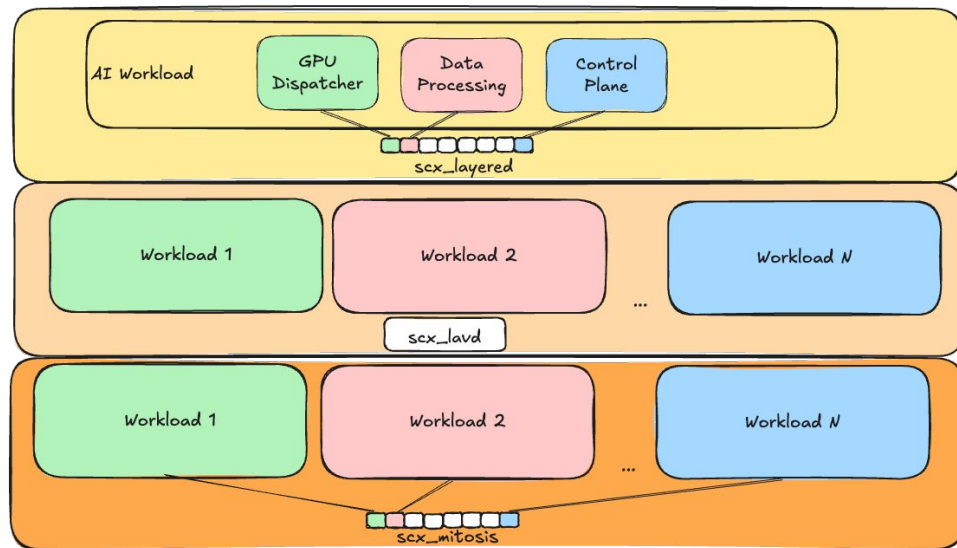 AI Workload
GPU
Dispatcher
Data
Processing
Control
Plane
scx_layered
Workload 1
Workload 2
...
Workload N
scx_lavd
Workload 1
Workload 2
...
Workload N
scx_mitosis